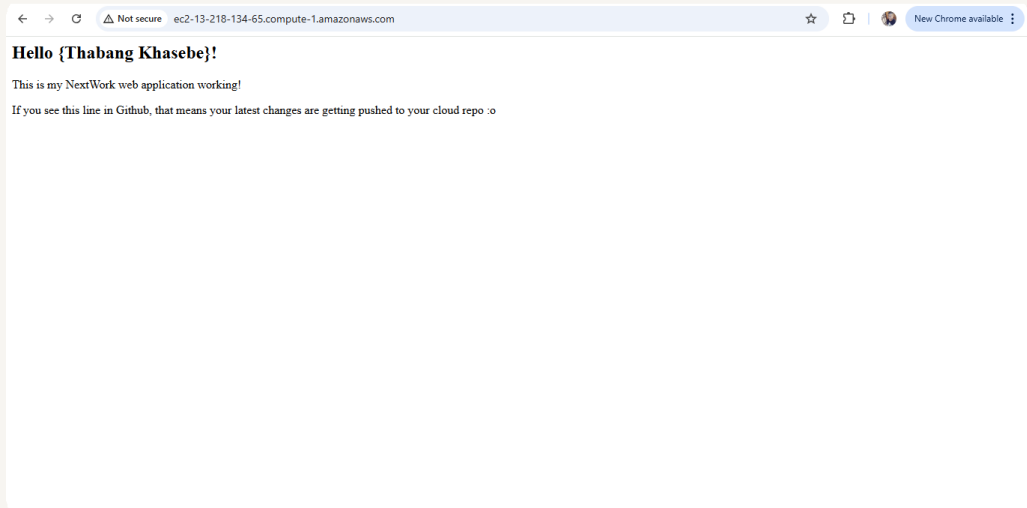 Not secure
ec2-13-218-134-65.compute-1.amazonaws.com
New Chrome available
Hello {Thabang Khasebe}!
This is my NextWork web application working!
If you see this line in Github, that means your latest changes are getting pushed to your cloud repo :o